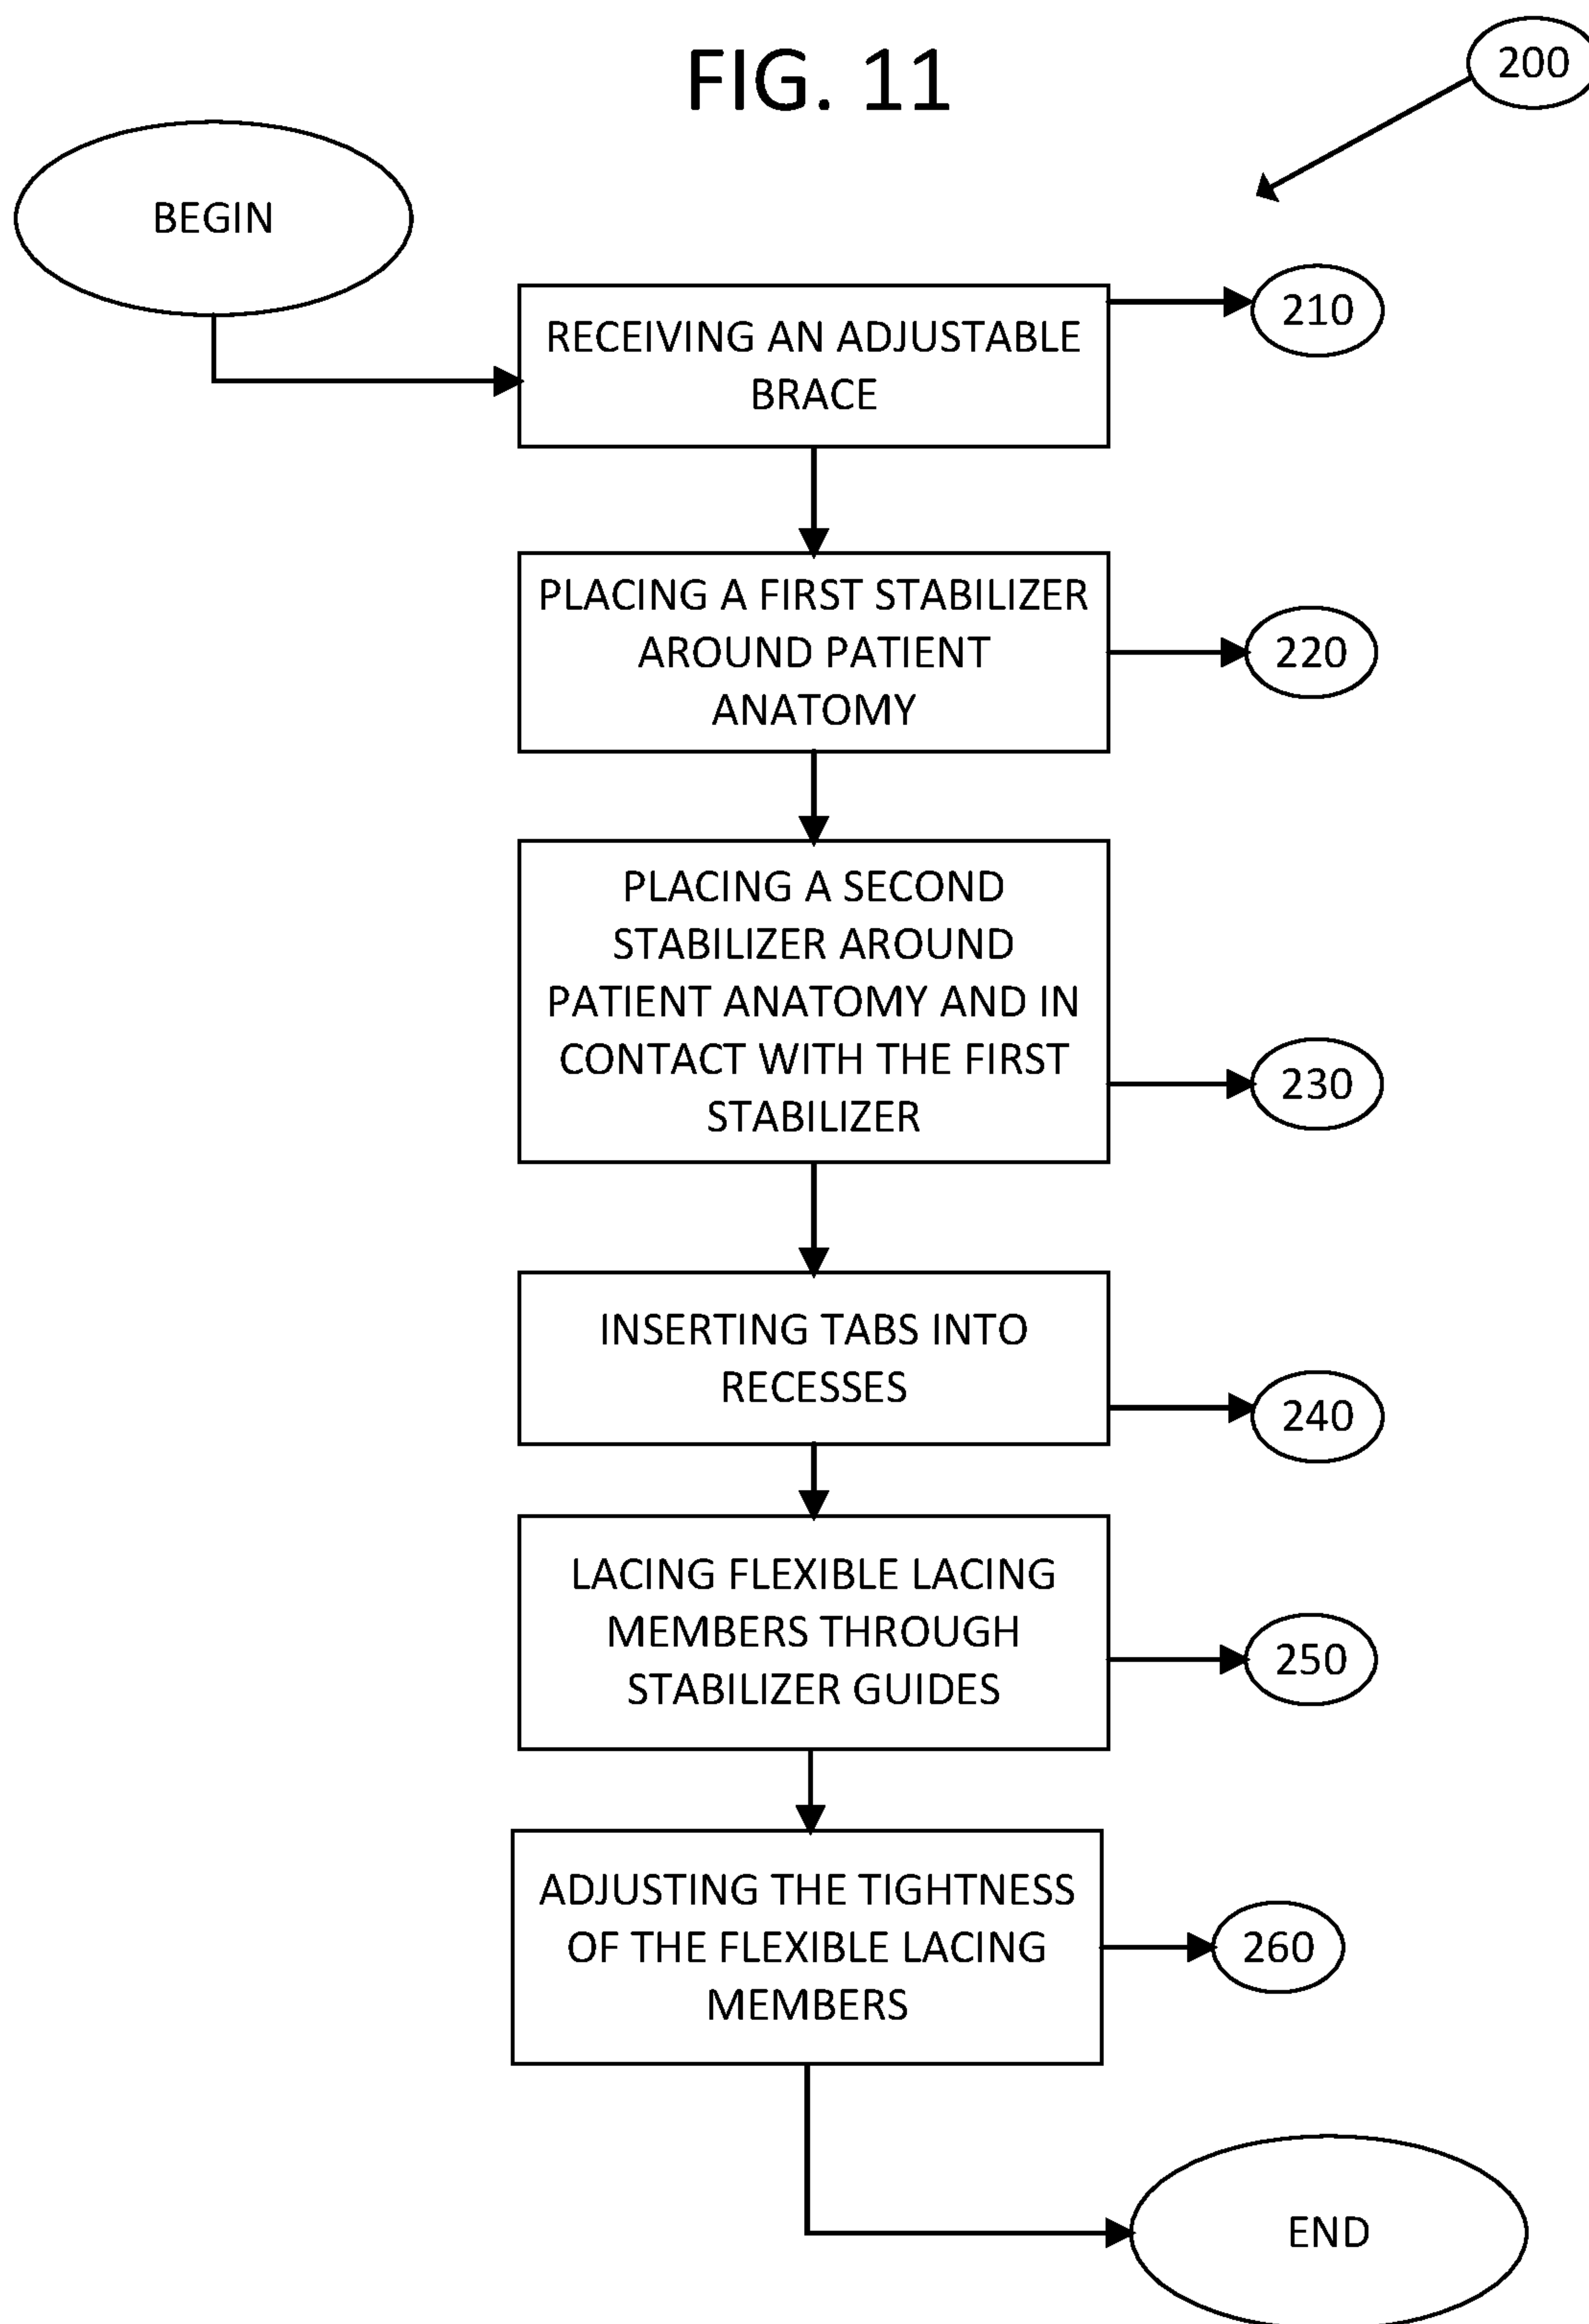 FIG. 11
200
BEGIN
RECEIVING AN ADJUSTABLE
BRACE
210
PLACING A FIRST STABILIZER
AROUND PATIENT
ANATOMY
220
PLACING A SECOND
STABILIZER AROUND
PATIENT ANATOMY AND IN
CONTACT WITH THE FIRST
STABILIZER
230
INSERTING TABS INTO
RECESSES
240
LACING FLEXIBLE LACING
MEMBERS THROUGH
STABILIZER GUIDES
250
ADJUSTING THE TIGHTNESS
OF THE FLEXIBLE LACING
MEMBERS
260
END